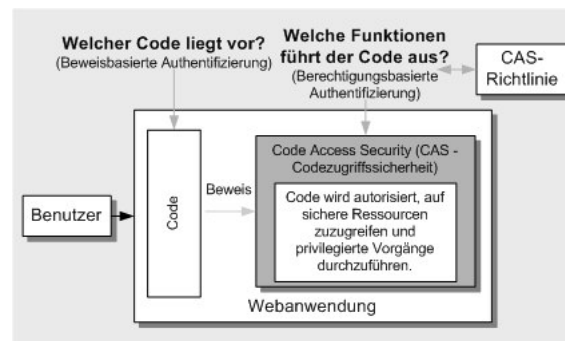 Welcher Code liegt vor?
(Beweisbasierte Authentifizierung)
Welche Funktionen
führt der Code aus?
(Berechtigungsbasierte
Authentifizierung)
CAS-
Richtlinie
Benutzer
Code
Beweis
Code Access Security (CAS -
Codezugriffssicherheit)
Code wird autorisiert, auf
sichere Ressourcen
zuzugreifen und
privilegierte Vorgänge
durchzuführen.
Webanwendung